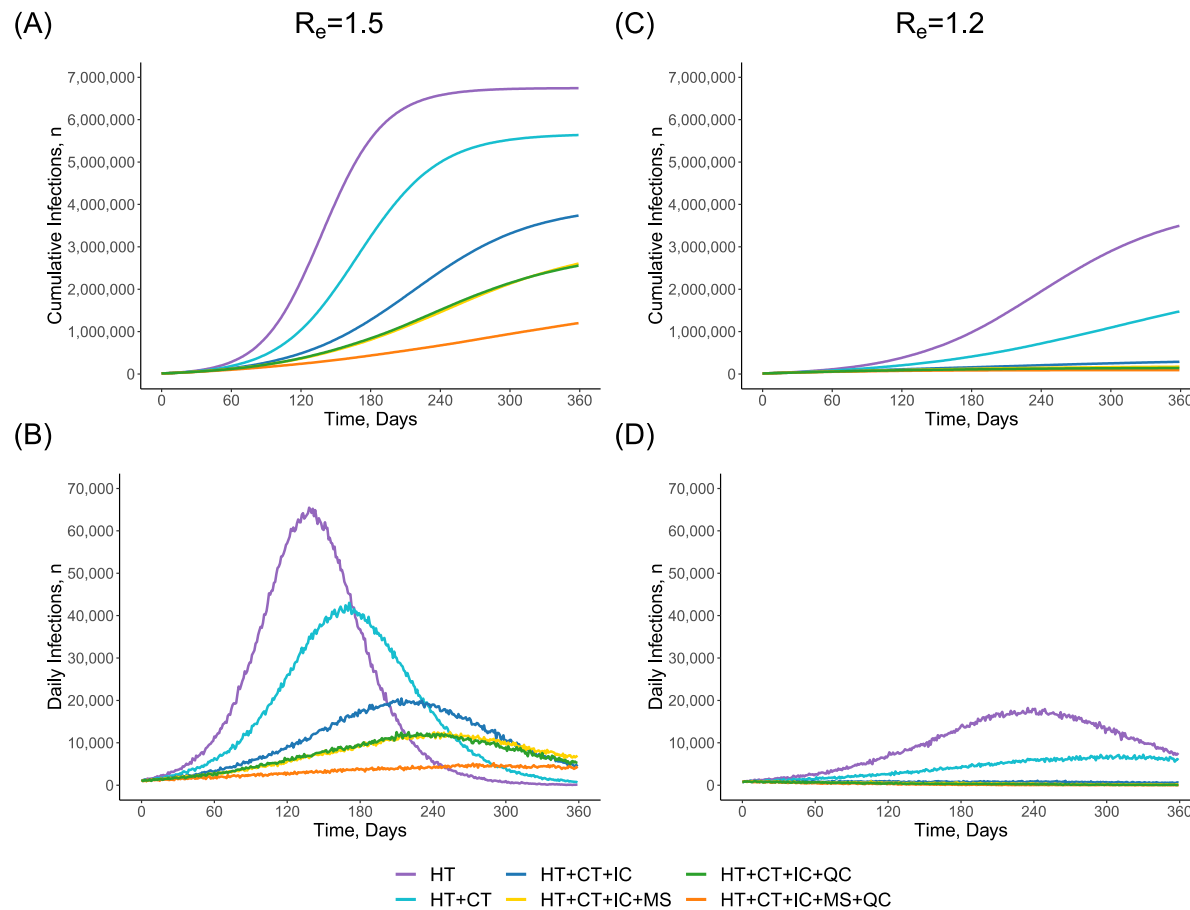 (A)
R_e=1.5
7,000,000
6,000,000
5,000,000
4,000,000
3,000,000
2,000,000
1,000,000
0
Cumulative Infections, n
0 60 120 180 240 300 360
Time, Days
(C)
R_e=1.2
7,000,000
6,000,000
5,000,000
4,000,000
3,000,000
2,000,000
1,000,000
0
Cumulative Infections, n
0 60 120 180 240 300 360
Time, Days
(B)
70,000
60,000
50,000
40,000
30,000
20,000
10,000
0
Daily Infections, n
0 60 120 180 240 300 360
Time, Days
(D)
70,000
60,000
50,000
40,000
30,000
20,000
10,000
0
Daily Infections, n
0 60 120 180 240 300 360
Time, Days
HT HT+CT+IC HT+CT+IC+QC
HT+CT HT+CT+IC+MS HT+CT+IC+MS+QC